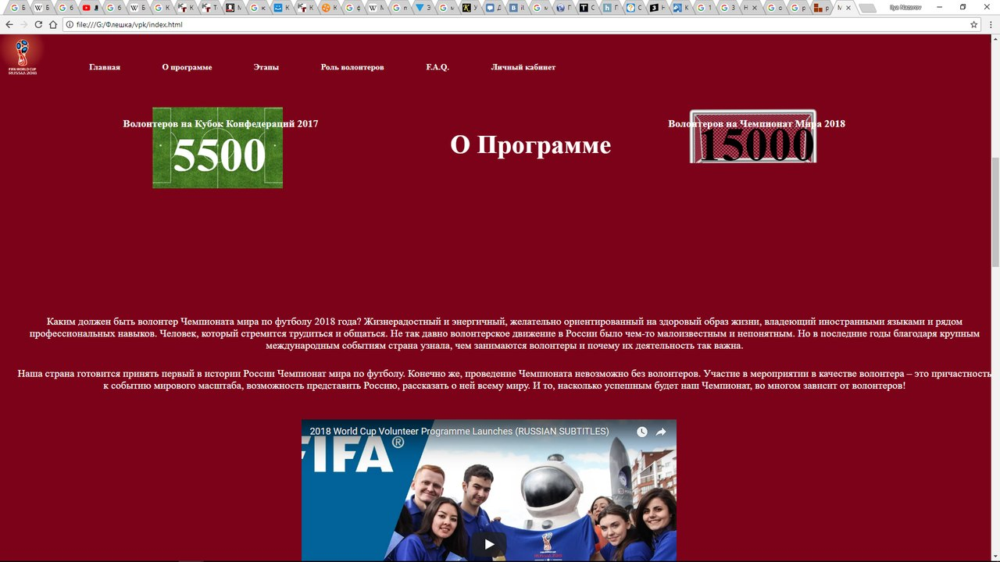 Б W Б G б Я G б W Б G К Т Т Л G К К К G ф W М З К У Д В G м Г Т С F ? З Н К G 1 G З Н G ф G р М
Ilya Nazarov
file:///G:/Флешка/vpk/index.html
FIFA WORLD CUP
RUSSIA 2018
Главная О программе Этапы Роль волонтеров F.A.Q. Личный кабинет
Волонтеров на Кубок Конфедераций 2017
5500
О Программе
Волонтеров на Чемпионат Мира 2018
15000
Каким должен быть волонтер Чемпионата мира по футболу 2018 года? Жизнерадостный и энергичный, желательно ориентированный на здоровый образ жизни, владеющий иностранными языками и рядом
профессиональных навыков. Человек, который стремится трудиться и общаться. Не так давно волонтерское движение в России было чем-то малоизвестным и непонятным. Но в последние годы благодаря крупным
международным событиям страна узнала, чем занимаются волонтеры и почему их деятельность так важна.
Наша страна готовится принять первый в истории России Чемпионат мира по футболу. Конечно же, проведение Чемпионата невозможно без волонтеров. Участие в мероприятии в качестве волонтера – это причастность
к событию мирового масштаба, возможность представить Россию, рассказать о ней всему миру. И то, насколько успешным будет наш Чемпионат, во многом зависит от волонтеров!
2018 World Cup Volunteer Programme Launches (RUSSIAN SUBTITLES)
FIFA®